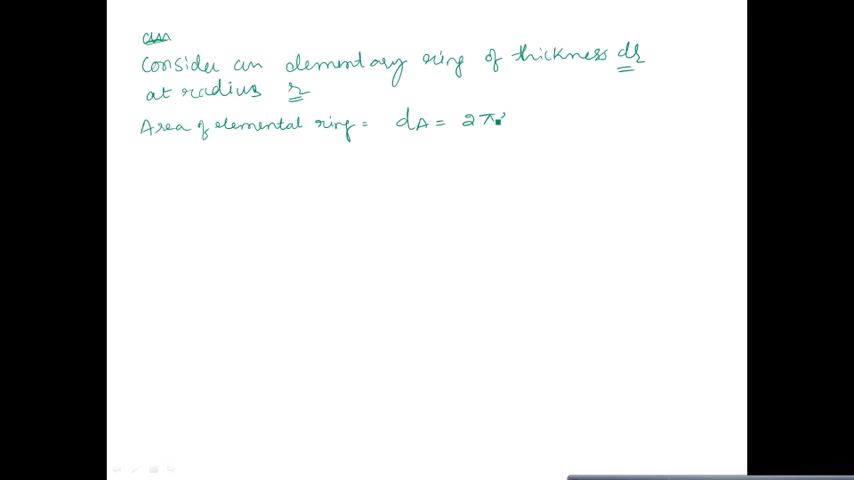 Consider an elementary ring of thickness dr
at radius r
Area of elemental ring = dA = 2π